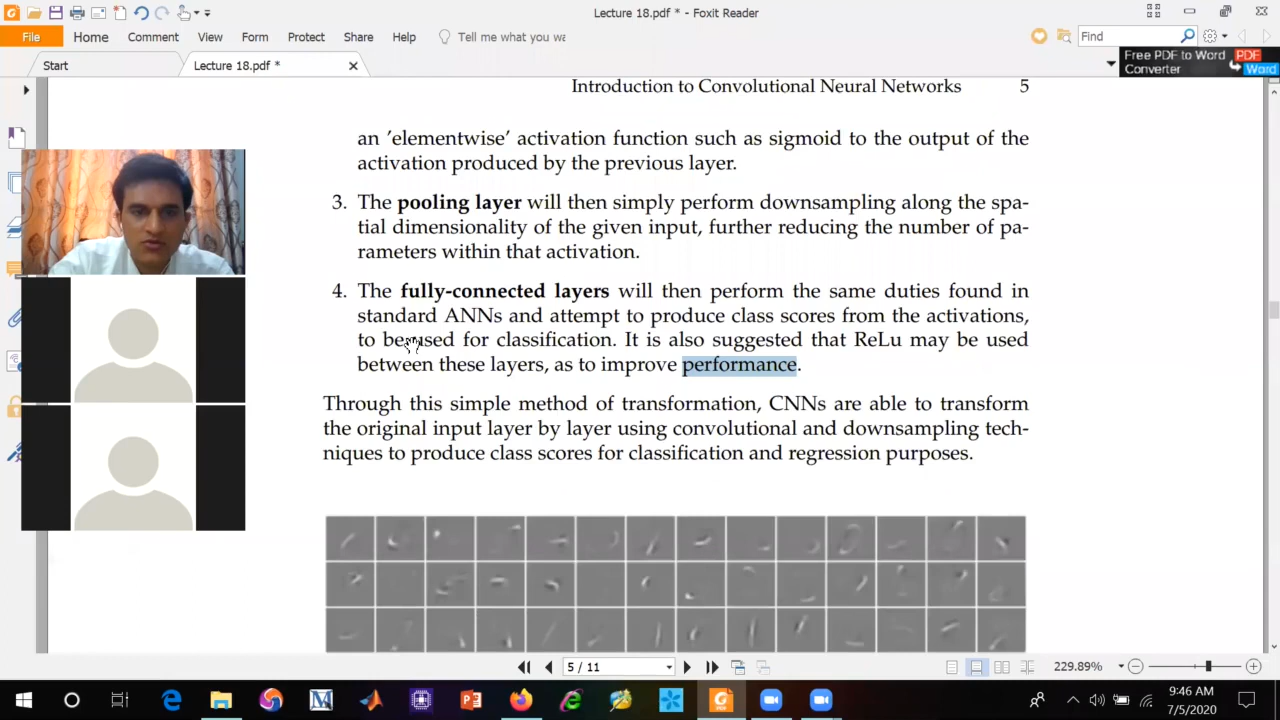 Lecture 18.pdf * - Foxit Reader
File Home Comment View Form Protect Share Help Tell me what you wa Find
Start Lecture 18.pdf *
Free PDF to Word PDF
Converter Word
Introduction to Convolutional Neural Networks 5
an ’elementwise’ activation function such as sigmoid to the output of the
activation produced by the previous layer.
3. The pooling layer will then simply perform downsampling along the spa-
tial dimensionality of the given input, further reducing the number of pa-
rameters within that activation.
4. The fully-connected layers will then perform the same duties found in
standard ANNs and attempt to produce class scores from the activations,
to be used for classification. It is also suggested that ReLu may be used
between these layers, as to improve performance.
Through this simple method of transformation, CNNs are able to transform
the original input layer by layer using convolutional and downsampling tech-
niques to produce class scores for classification and regression purposes.
5 / 11
229.89%
9:46 AM
7/5/2020